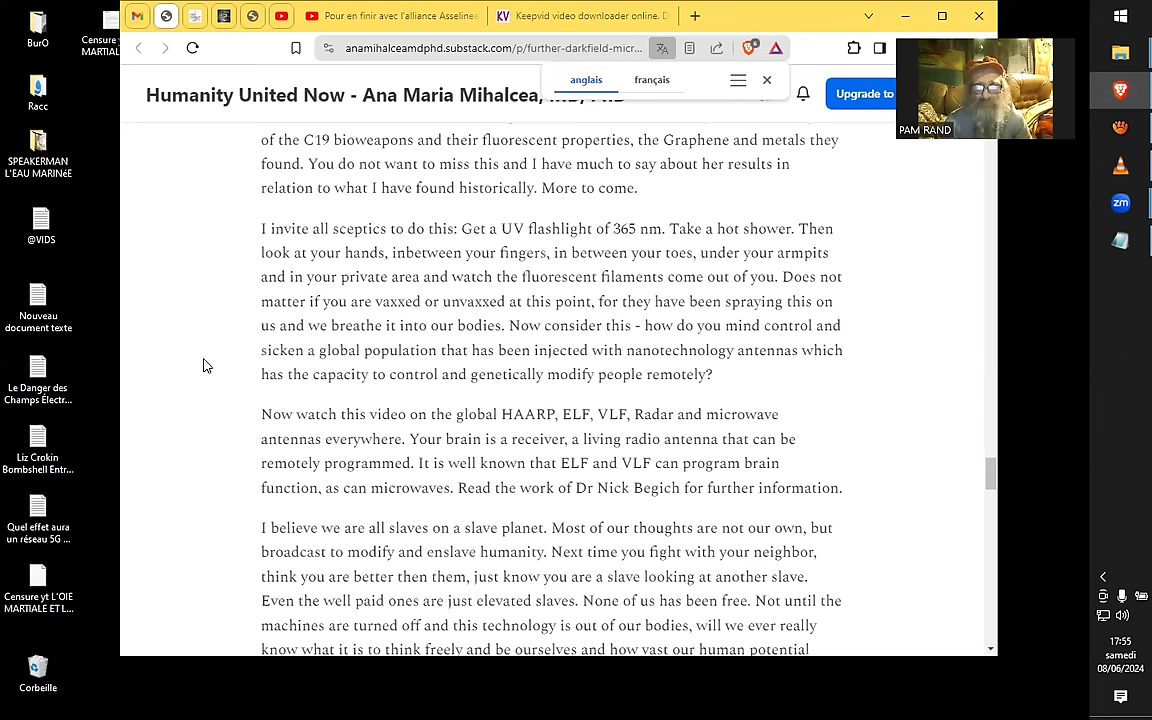 BurO
Censure yt
MARTIALE ET L...
Racc
SPEAKERMAN
L'EAU MARINéE
@VIDS
Nouveau
document texte
Le Danger des
Champs Électr...
Liz Crokin
Bombshell Entr...
Quel effet aura
un réseau 5G ...
Censure yt L'OIE
MARTIALE ET L...
Corbeille
Pour en finir avec l'alliance Asselinea
KV Keepvid video downloader online. D
anamihalceamdphd.substack.com/p/further-darkfield-micr...
anglais français
Humanity United Now - Ana Maria Mihalcea, MD, PhD
Upgrade to
PAM RAND
of the C19 bioweapons and their fluorescent properties, the Graphene and metals they
found. You do not want to miss this and I have much to say about her results in
relation to what I have found historically. More to come.
I invite all sceptics to do this: Get a UV flashlight of 365 nm. Take a hot shower. Then
look at your hands, inbetween your fingers, in between your toes, under your armpits
and in your private area and watch the fluorescent filaments come out of you. Does not
matter if you are vaxxed or unvaxxed at this point, for they have been spraying this on
us and we breathe it into our bodies. Now consider this - how do you mind control and
sicken a global population that has been injected with nanotechnology antennas which
has the capacity to control and genetically modify people remotely?
Now watch this video on the global HAARP, ELF, VLF, Radar and microwave
antennas everywhere. Your brain is a receiver, a living radio antenna that can be
remotely programmed. It is well known that ELF and VLF can program brain
function, as can microwaves. Read the work of Dr Nick Begich for further information.
I believe we are all slaves on a slave planet. Most of our thoughts are not our own, but
broadcast to modify and enslave humanity. Next time you fight with your neighbor,
think you are better then them, just know you are a slave looking at another slave.
Even the well paid ones are just elevated slaves. None of us has been free. Not until the
machines are turned off and this technology is out of our bodies, will we ever really
know what it is to think freely and be ourselves and how vast our human potential
zm
17:55
samedi
08/06/2024